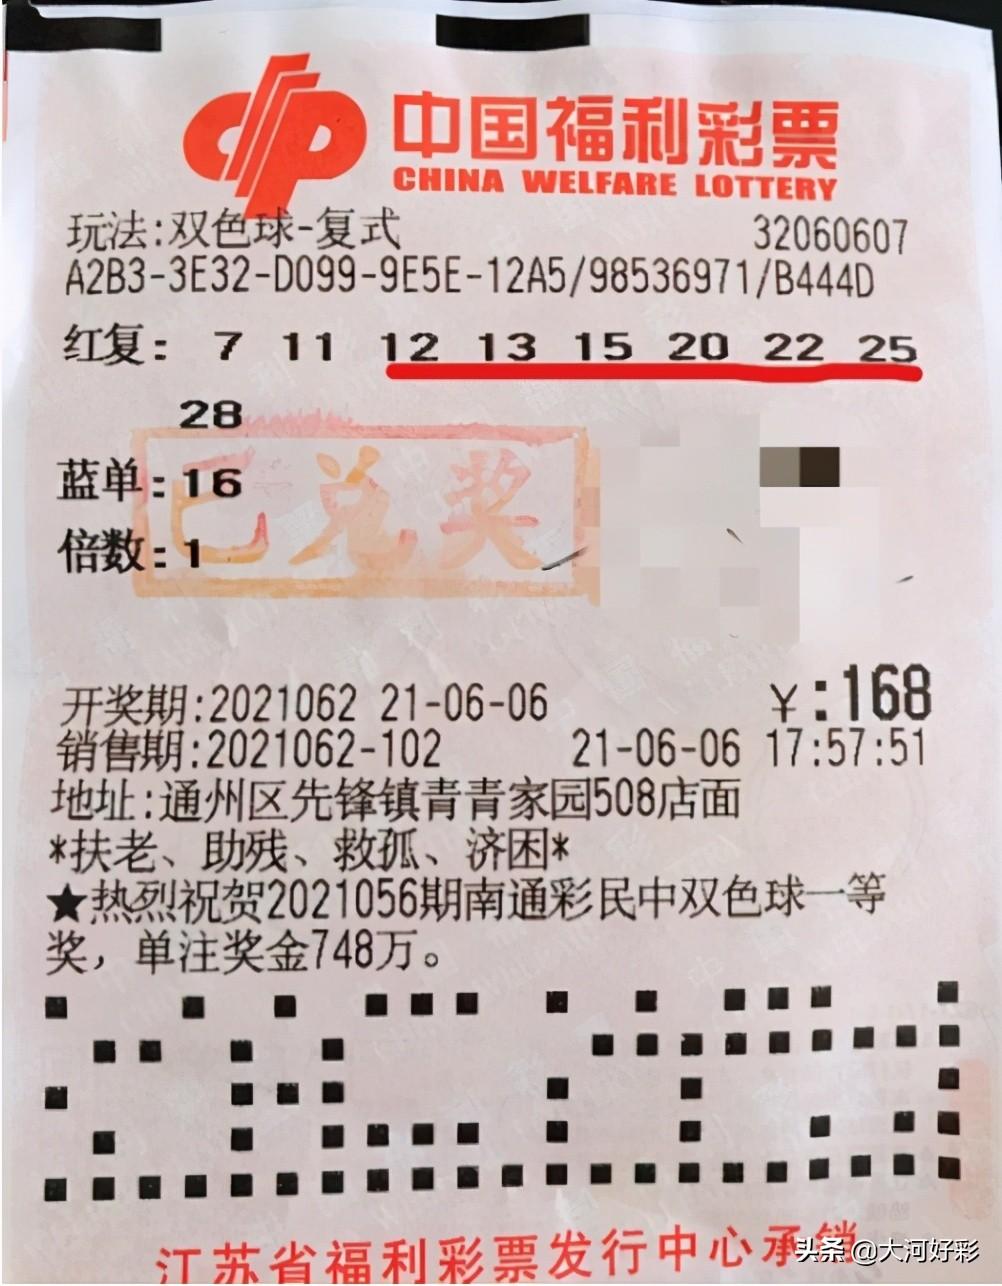 中国福利彩票
CHINA WELFARE LOTTERY
玩法:双色球-复式 32060607
A2B3-3E32-D099-9E5E-12A5/98536971/B444D
红复: 7 11 12 13 15 20 22 25
28
蓝单:16
倍数:1
已兑奖
开奖期:2021062 21-06-06 ¥:168
销售期:2021062-102 21-06-06 17:57:51
地址:通州区先锋镇青青家园508店面
*扶老、助残、救孤、济困*
★热烈祝贺2021056期南通彩民中双色球一等
奖，单注奖金748万。
江苏省福利彩票发行中心承销
头条 @大河好彩